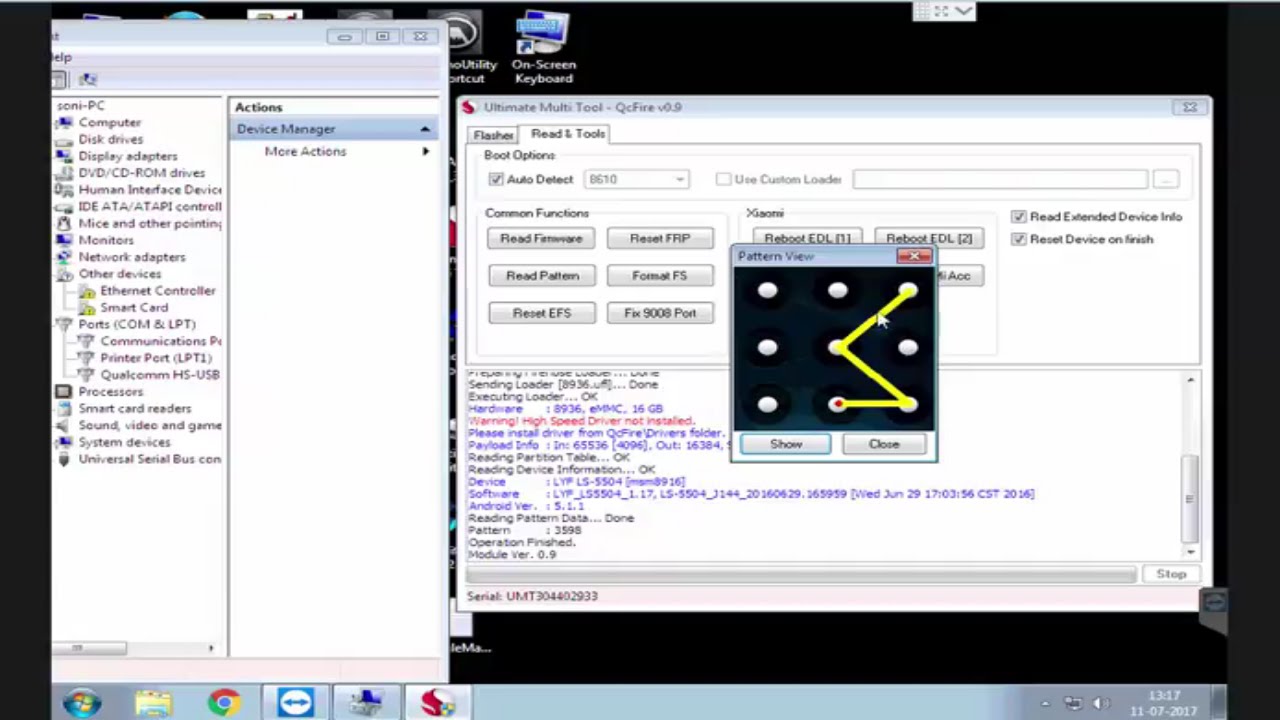 On-Screen
Keyboard
elp
soni-PC
Computer
Disk drives
Display adapters
DVD/CD-ROM drives
Human Interface Device
IDE ATA/ATAPI controll
Mice and other pointing
Monitors
Network adapters
Other devices
Ethernet Controller
Smart Card
Ports (COM & LPT)
Communications Po
Printer Port (LPT1)
Qualcomm HS-USB
Processors
Smart card readers
Sound, video and game
System devices
Universal Serial Bus con
Actions
Device Manager
More Actions
Ultimate Multi Tool - QcFire v0.9
Flasher Read & Tools
Boot Options
Auto Detect 8610 Use Custom Loader ...
Common Functions
Read Firmware Reset FRP
Read Pattern Format FS
Reset EFS Fix 9008 Port
Xiaomi
Reboot EDL [1] Reboot EDL [2]
Mi Acc
Read Extended Device Info
Reset Device on finish
Pattern View
Show Close
Preparing Firehose Loader... Done
Sending Loader [8936.ufl]... Done
Executing Loader... OK
Hardware : 8936, eMMC, 16 GB
Warning! High Speed Driver not installed.
Please install driver from QcFire\Drivers folder.
Payload Info : In: 65536 [4096], Out: 16384,
Reading Partition Table... OK
Reading Device Information... OK
Device : LYF LS-5504 [msm8916]
Software : LYF_LS5504_1.17, LS-5504_J144_20160629.165959 [Wed Jun 29 17:03:56 CST 2016]
Android Ver. : 5.1.1
Reading Pattern Data... Done
Pattern : 3598
Operation Finished.
Module Ver. 0.9
Stop
Serial: UMT304402933
leMa...
13:17
11-07-2017